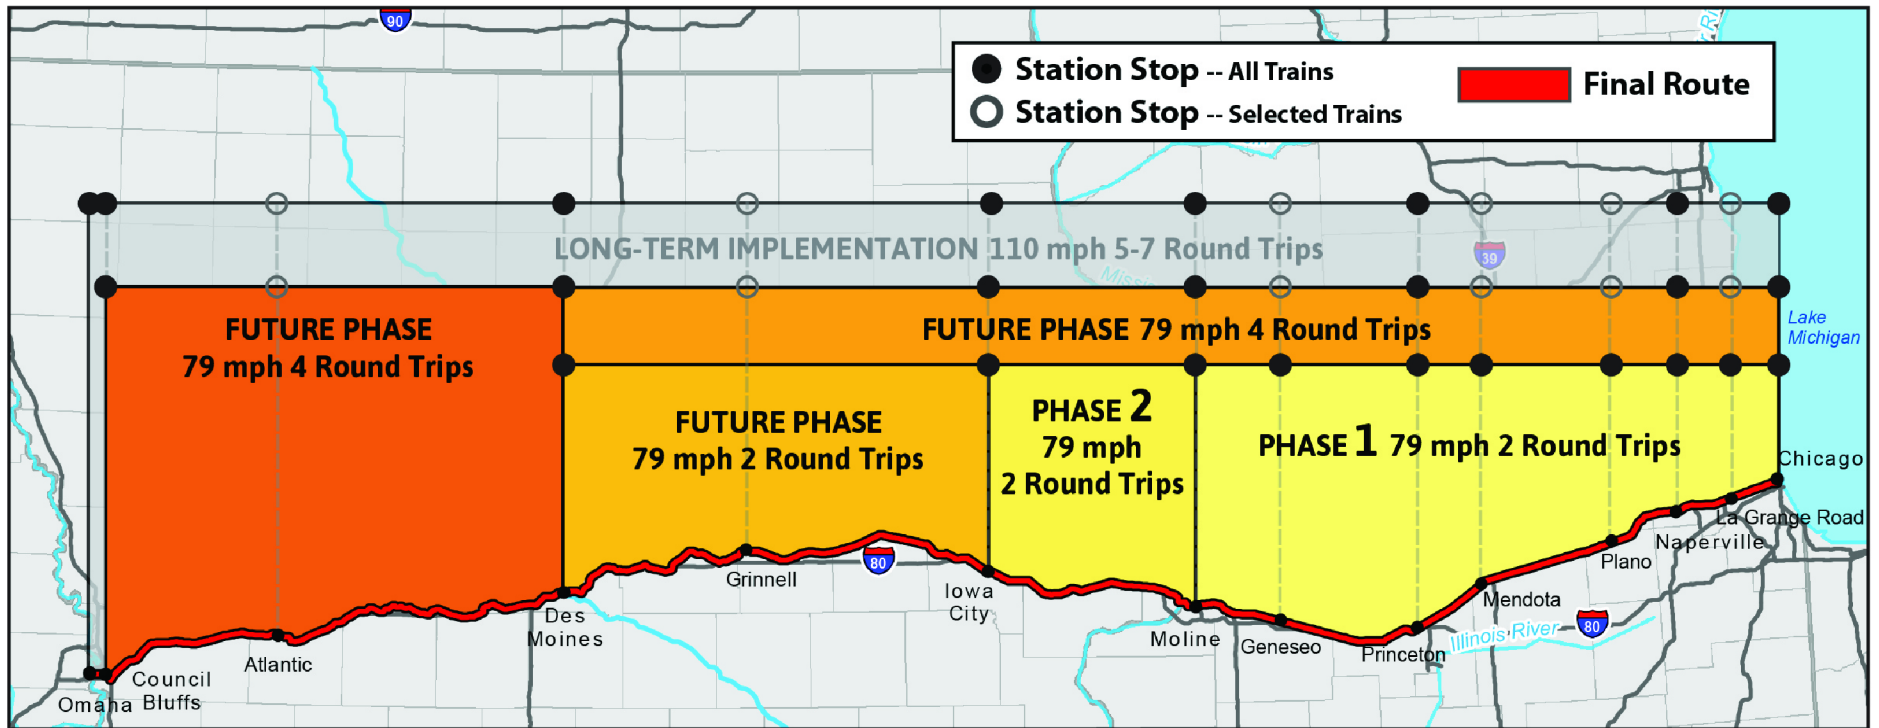 90
Station Stop -- All Trains
Station Stop -- Selected Trains
Final Route
LONG-TERM IMPLEMENTATION 110 mph 5-7 Round Trips
39
FUTURE PHASE
79 mph 4 Round Trips
FUTURE PHASE 79 mph 4 Round Trips
Lake
Michigan
FUTURE PHASE
79 mph 2 Round Trips
PHASE 2
79 mph
2 Round Trips
PHASE 1 79 mph 2 Round Trips
Chicago
La Grange Road
Naperville
Plano
Mendota
80
Illinois River
Princeton
Geneseo
Moline
Iowa
City
80
Grinnell
Des
Moines
Atlantic
Council
Bluffs
Omaha